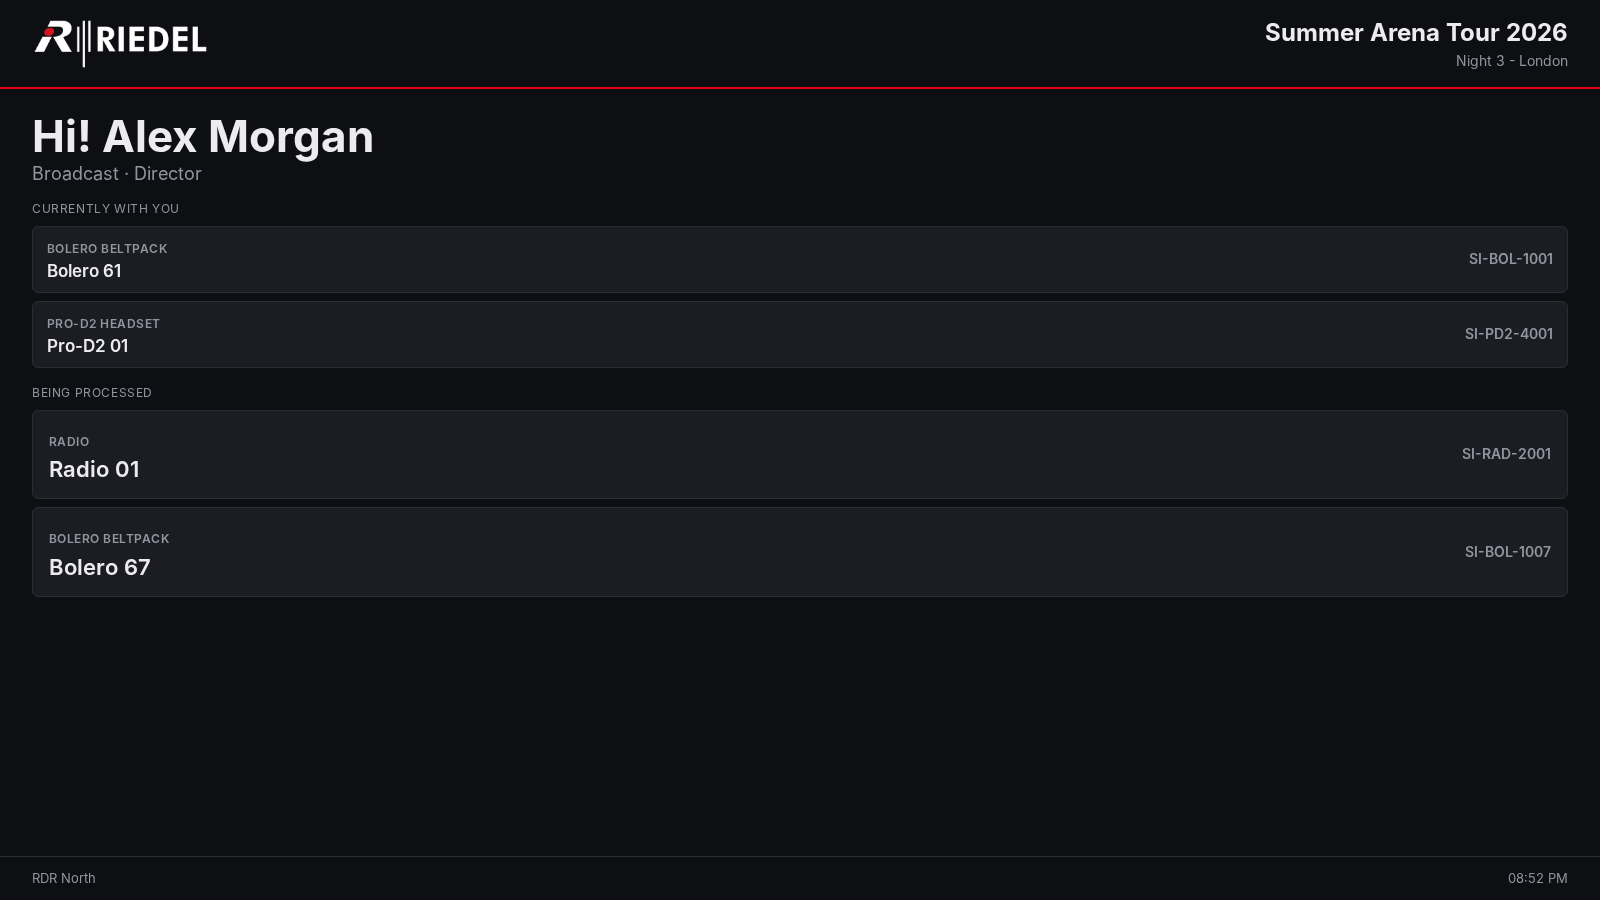 RIEDEL
Summer Arena Tour 2026
Night 3 - London
Hi! Alex Morgan
Broadcast · Director
CURRENTLY WITH YOU
BOLERO BELTPACK
Bolero 61
SI-BOL-1001
PRO-D2 HEADSET
Pro-D2 01
SI-PD2-4001
BEING PROCESSED
RADIO
Radio 01
SI-RAD-2001
BOLERO BELTPACK
Bolero 67
SI-BOL-1007
RDR North
08:52 PM